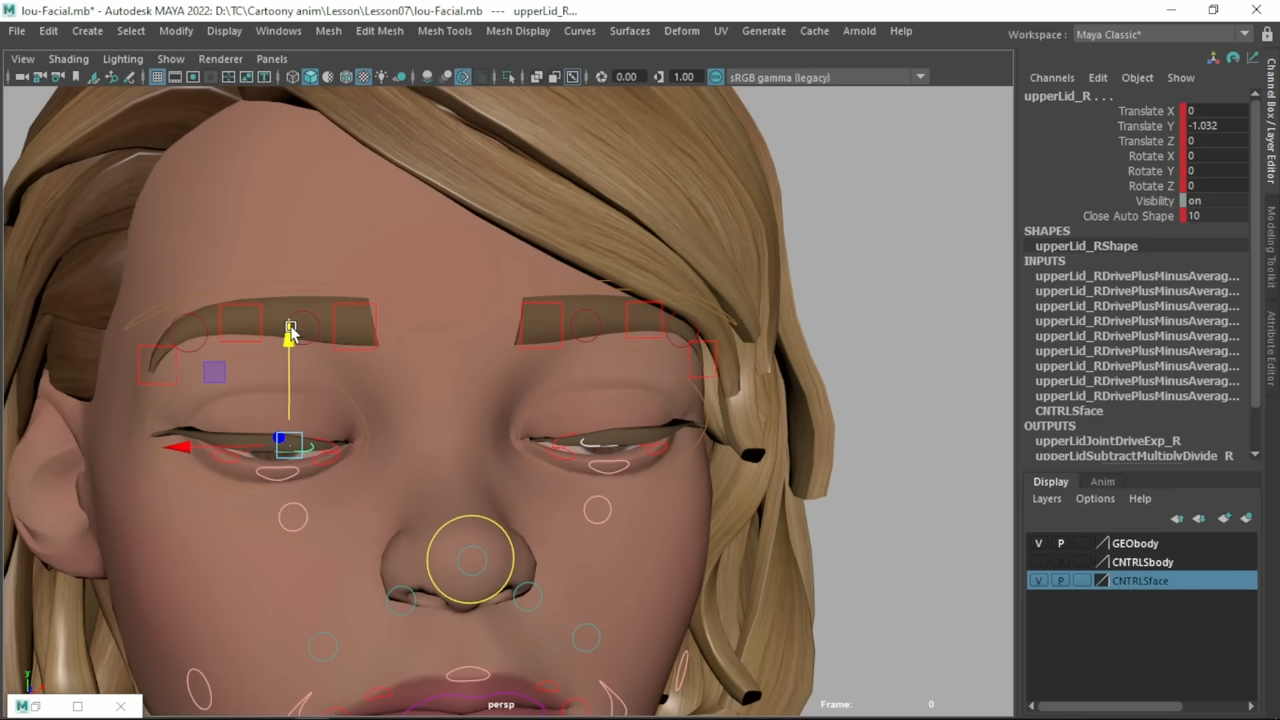 lou-Facial.mb* - Autodesk MAYA 2022: D:\TC\Cartoony anim\Lesson\Lesson07\lou-Facial.mb --- upperLid_R...
File Edit Create Select Modify Display Windows Mesh Edit Mesh Mesh Tools Mesh Display Curves Surfaces Deform UV Generate Cache Arnold Help
Workspace : Maya Classic*
View Shading Lighting Show Renderer Panels
0.00 1.00 sRGB gamma (legacy)
Channels Edit Object Show
upperLid_R . . .
Translate X 0
Translate Y -1.032
Translate Z 0
Rotate X 0
Rotate Y 0
Rotate Z 0
Visibility on
Close Auto Shape 10
SHAPES
upperLid_RShape
INPUTS
upperLid_RDrivePlusMinusAverag...
upperLid_RDrivePlusMinusAverag...
upperLid_RDrivePlusMinusAverag...
upperLid_RDrivePlusMinusAverag...
upperLid_RDrivePlusMinusAverag...
upperLid_RDrivePlusMinusAverag...
upperLid_RDrivePlusMinusAverag...
upperLid_RDrivePlusMinusAverag...
upperLid_RDrivePlusMinusAverag...
CNTRLSface
OUTPUTS
upperLidJointDriveExp_R
upperLidSubtractMultiplyDivide_R
Display Anim
Layers Options Help
V P GEObody
CNTRLSbody
V P CNTRLSface
Channel Box / Layer Editor
Modeling Toolkit
Attribute Editor
y
persp
Frame: 0